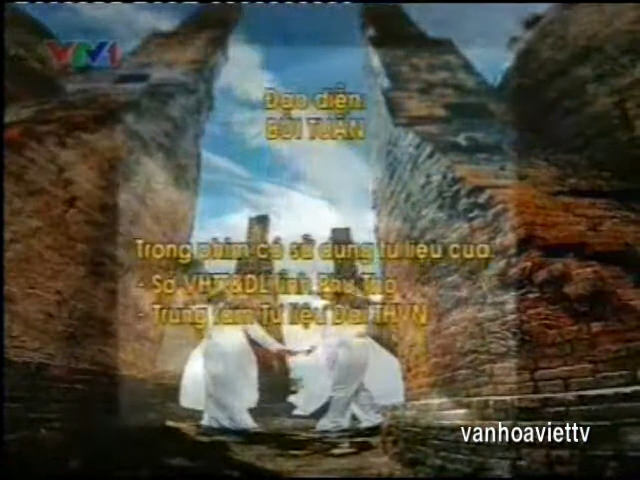 VTV1
Đạo diễn:
BÙI TUẤN
Trong phim có sử dụng tư liệu của:
- Sở VHTT&DL tỉnh Phú Thọ
- Trung tâm Tư liệu Đài THVN
vanhoaviettv